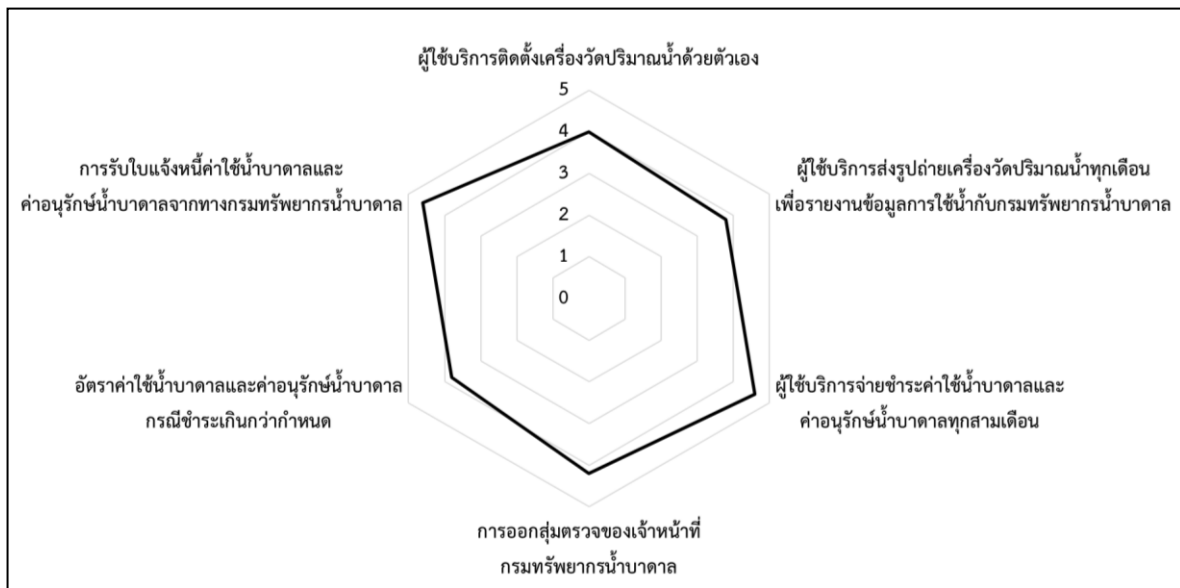 ผู้ใช้บริการติดตั้งเครื่องวัดปริมาณน้ำด้วยตัวเอง
5
4
3
2
1
0
ผู้ใช้บริการส่งรูปถ่ายเครื่องวัดปริมาณน้ำทุกเดือน
เพื่อรายงานข้อมูลการใช้น้ำกับกรมทรัพยากรน้ำบาดาล
ผู้ใช้บริการจ่ายชำระค่าใช้น้ำบาดาลและ
ค่าอนุรักษ์น้ำบาดาลทุกสามเดือน
การออกสุ่มตรวจของเจ้าหน้าที่
กรมทรัพยากรน้ำบาดาล
อัตราค่าใช้น้ำบาดาลและค่าอนุรักษ์น้ำบาดาล
กรณีชำระเกินกว่ากำหนด
การรับใบแจ้งหนี้ค่าใช้น้ำบาดาลและ
ค่าอนุรักษ์น้ำบาดาลจากทางกรมทรัพยากรน้ำบาดาล